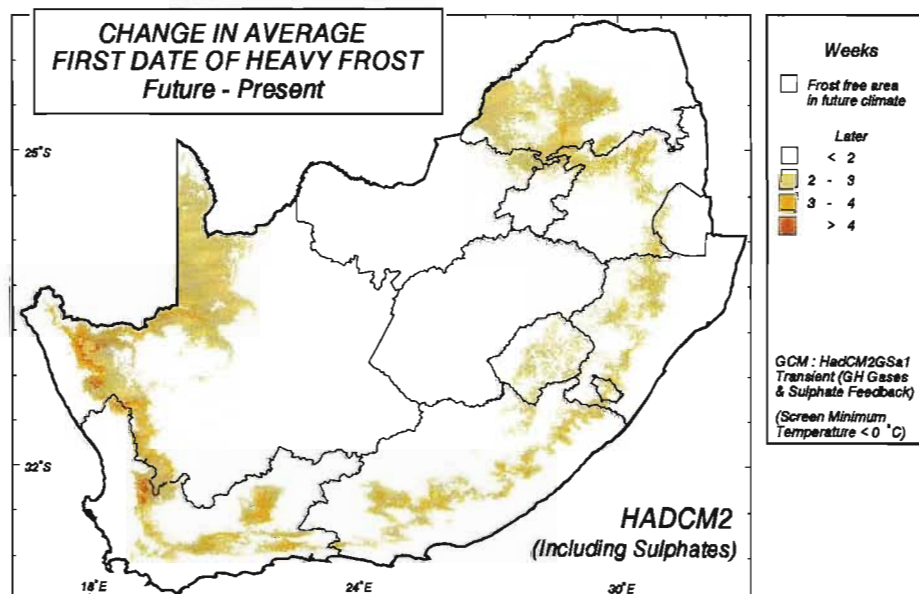 CHANGE IN AVERAGE
FIRST DATE OF HEAVY FROST
Future - Present
25°S
32°S
18°E
24°E
30°E
HADCM2
(Including Sulphates)
Weeks
Frost free area
in future climate
Later
< 2
2 - 3
3 - 4
> 4
GCM : HadCM2GSa1
Transient (GH Gases
& Sulphate Feedback)
(Screen Minimum
Temperature < 0 °C)